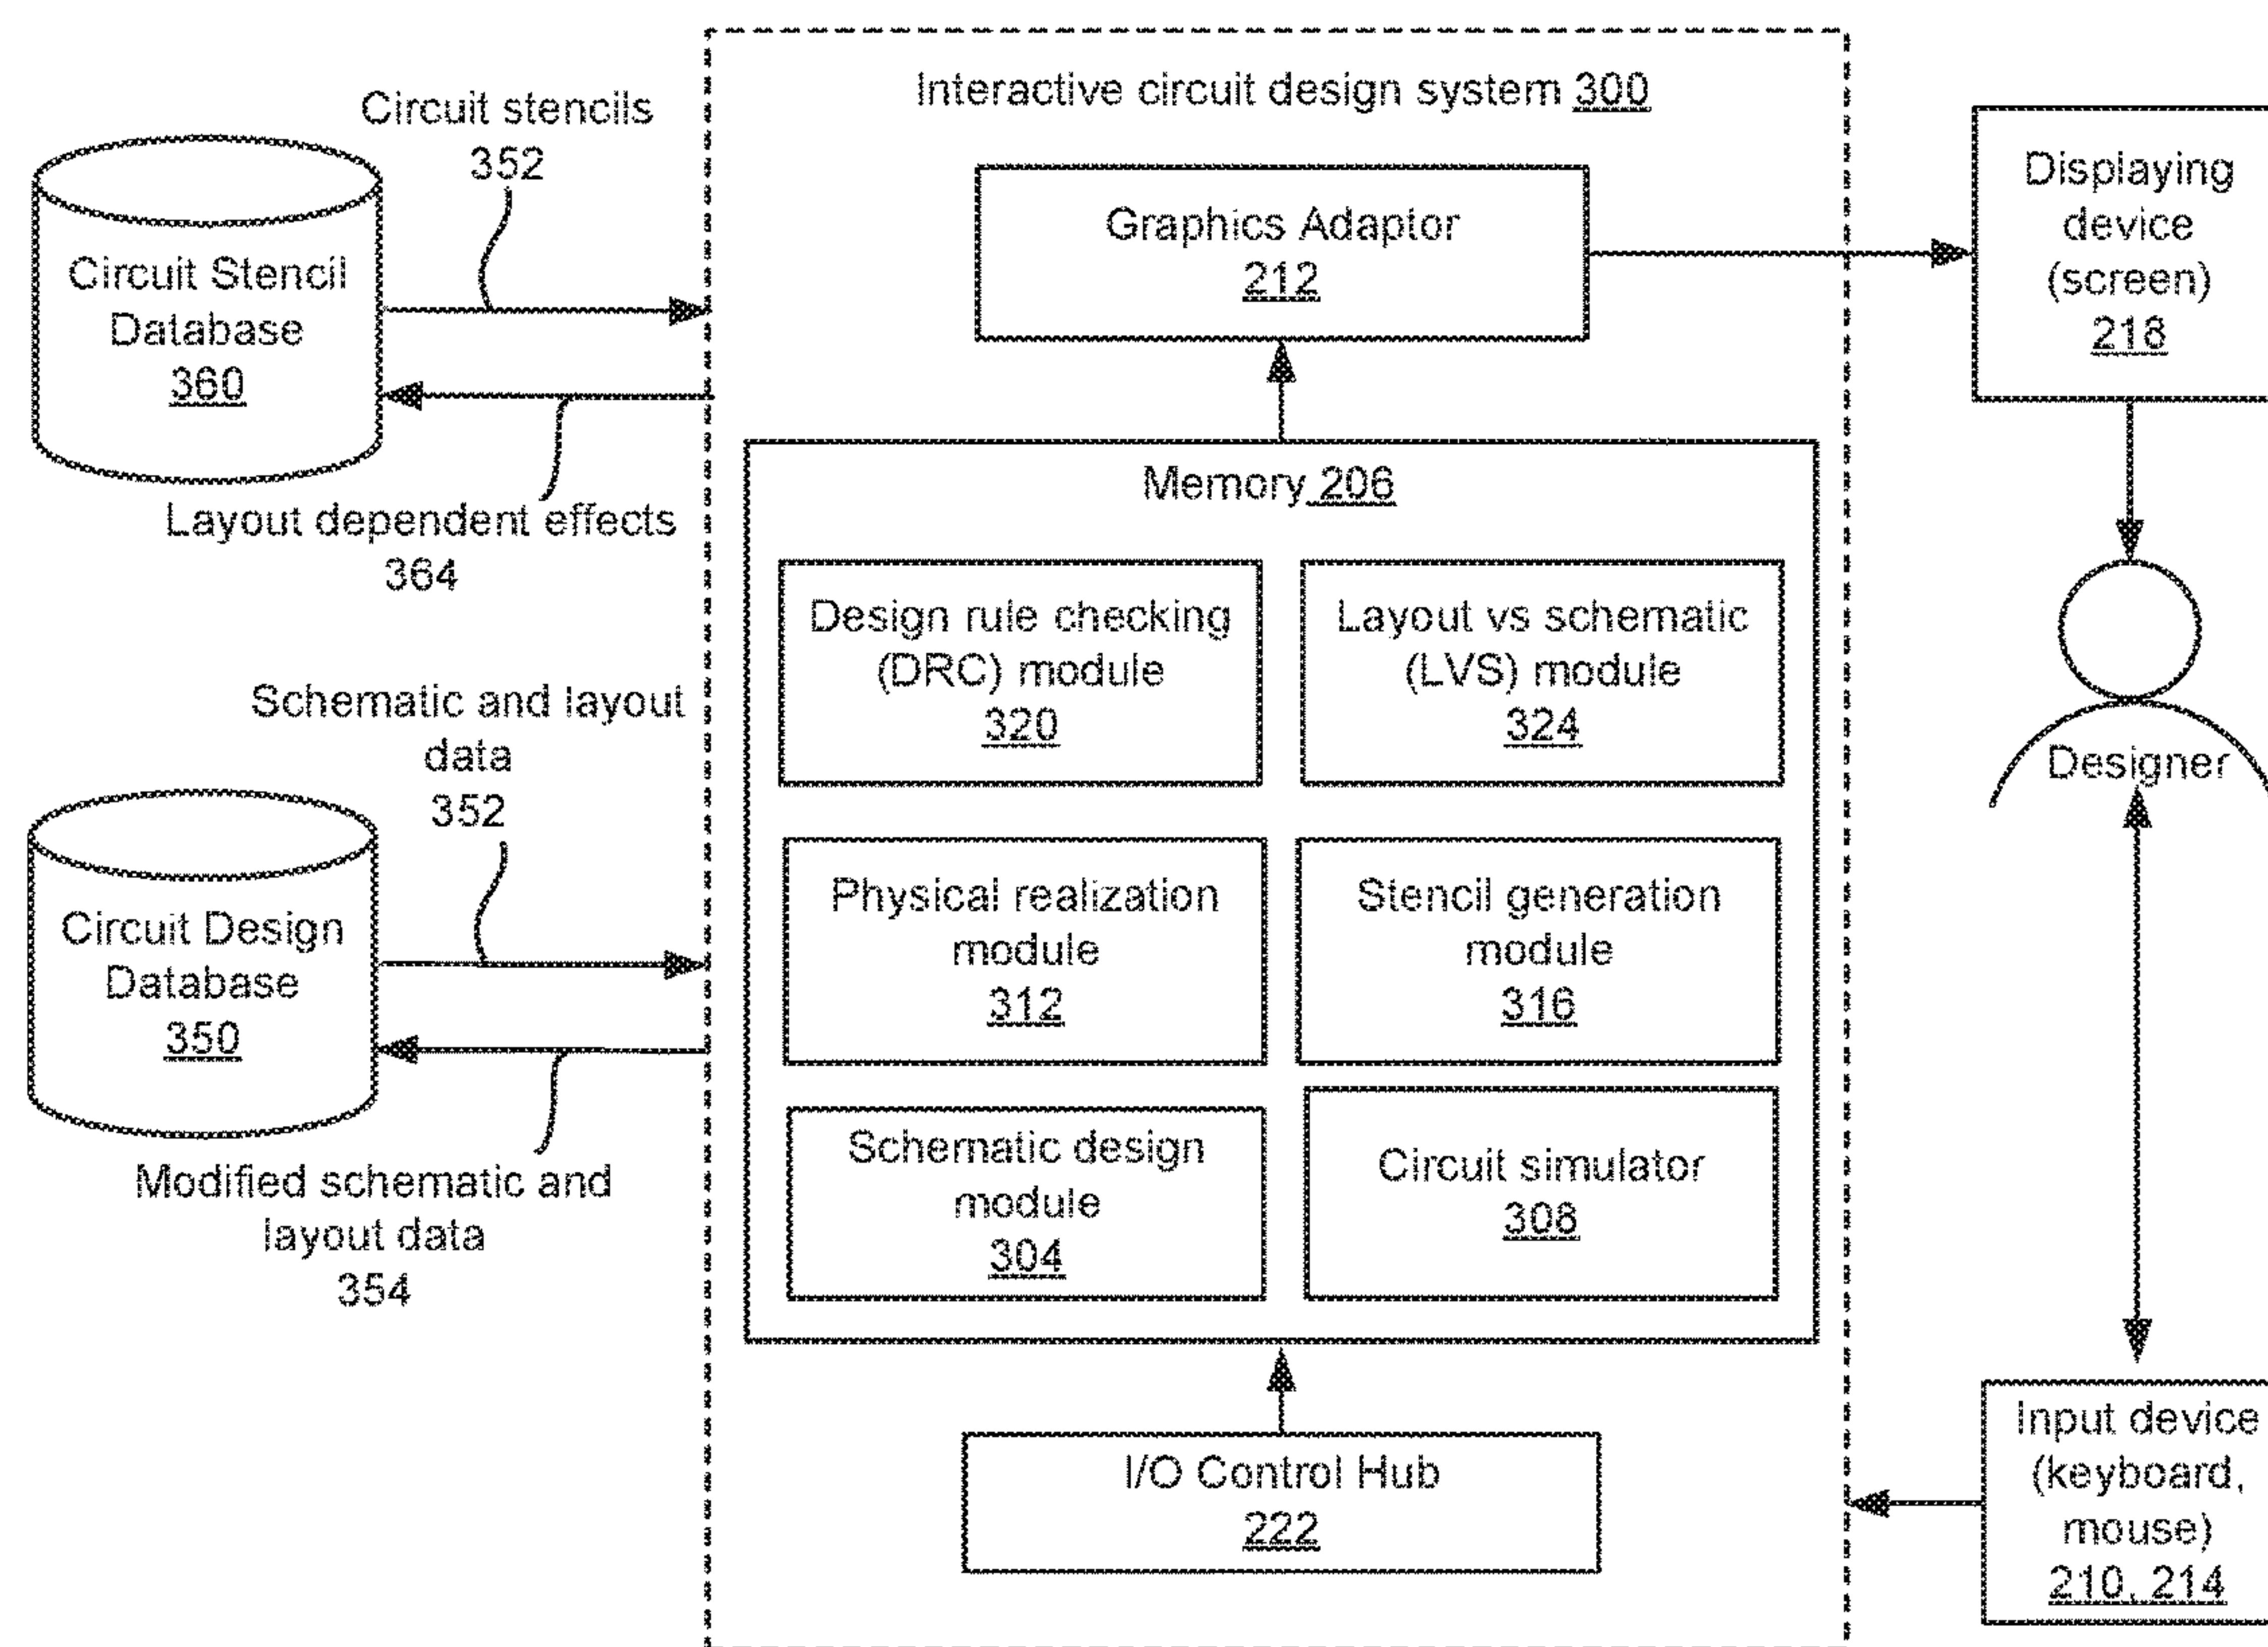 Interactive circuit design system 300
Circuit stencils
352
Circuit Stencil
Database
360
Layout dependent effects
364
Schematic and layout
data
352
Circuit Design
Database
350
Modified schematic and
layout data
354
Graphics Adaptor
212
Memory 206
Design rule checking
(DRC) module
320
Layout vs schematic
(LVS) module
324
Physical realization
module
312
Stencil generation
module
316
Schematic design
module
304
Circuit simulator
308
I/O Control Hub
222
Displaying
device
(screen)
218
Designer
Input device
(keyboard,
mouse)
210, 214